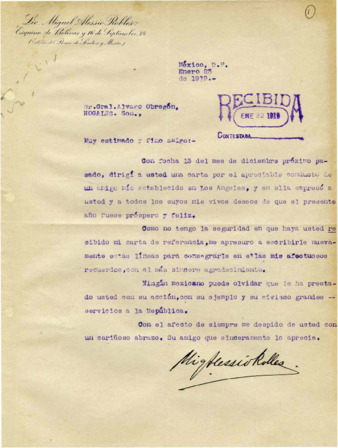 1
Lic. Miguel Alessio Robles
Esquina de Bolívar y 16 de Septiembre, 26
México, D.F.
Enero 23
de 1919.-
RECIBIDA
ENE 1919
CONTESTADA
Sr.Gral.Alvaro Obregón,
NOGALES. Son.,
Muy estimado y fino amigo:
Con fecha 13 del mes de diciembre próximo pa-
sado, dirigí a usted una carta por el apreciable conducto de
un amigo mío establecido en Los Angeles, y en ella expresé a
usted y a todos los suyos mis vivos deseos de que el presente
año fuese próspero y feliz.
Como no tengo la seguridad en que haya usted re
cibido mi carta de referencia,me apresuro a escribirle nueva-
mente estas líneas para consagrarle en ellas mis afectuosos
recuerdos,con el más sincero agradecimiento.
Ningún mexicano puede olvidar que le ha presta-
do usted con su acción,con su ejemplo y su civismo grandes --
servicios a la República.
Con el afecto de siempre me despido de usted con
un cariñoso abrazo. Su amigo que sinceramente lo aprecia.
Mig Alessio Robles